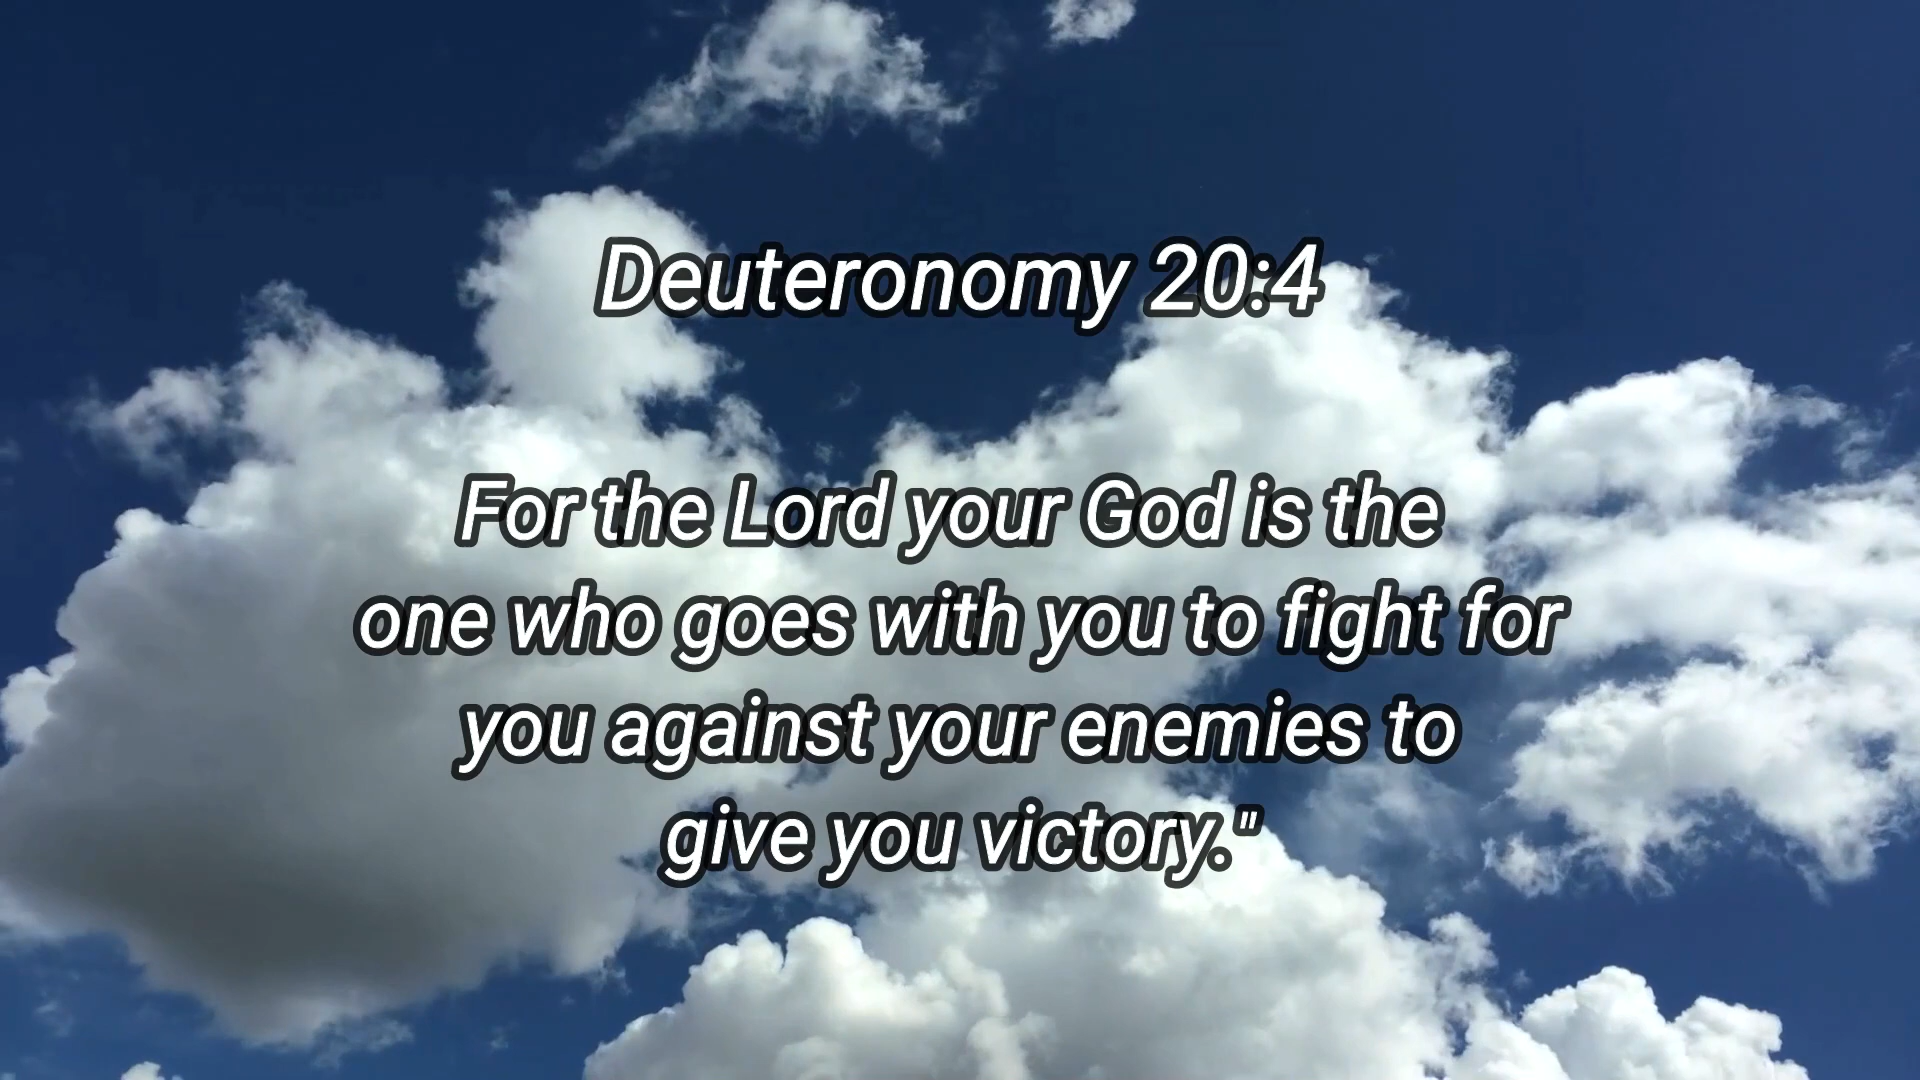 Deuteronomy 20:4
For the Lord your God is the
one who goes with you to fight for
you against your enemies to
give you victory."